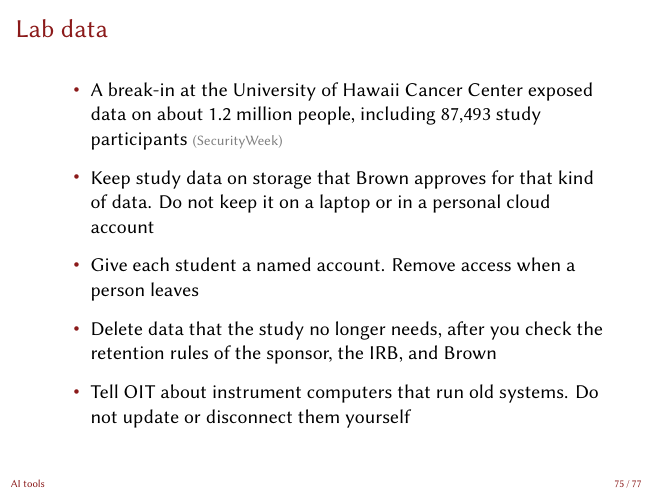 Lab data
• A break-in at the University of Hawaii Cancer Center exposed
data on about 1.2 million people, including 87,493 study
participants (SecurityWeek)
• Keep study data on storage that Brown approves for that kind
of data. Do not keep it on a laptop or in a personal cloud
account
• Give each student a named account. Remove access when a
person leaves
• Delete data that the study no longer needs, after you check the
retention rules of the sponsor, the IRB, and Brown
• Tell OIT about instrument computers that run old systems. Do
not update or disconnect them yourself
AI tools
75 / 77